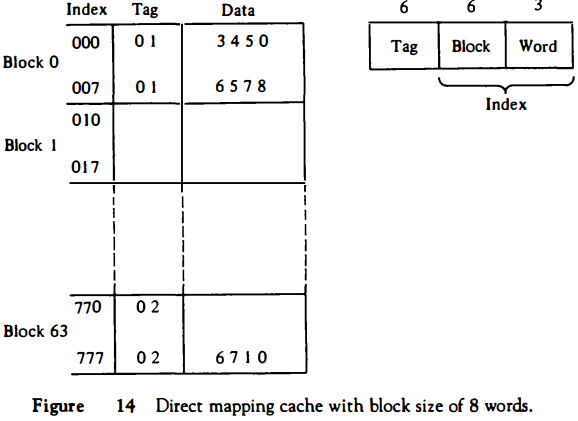 Index Tag Data
000 0 1 3 4 5 0
Block 0
007 0 1 6 5 7 8
010
Block 1
017
770 0 2
Block 63
777 0 2 6 7 1 0
6 6 3
Tag Block Word
Index
Figure 14 Direct mapping cache with block size of 8 words.